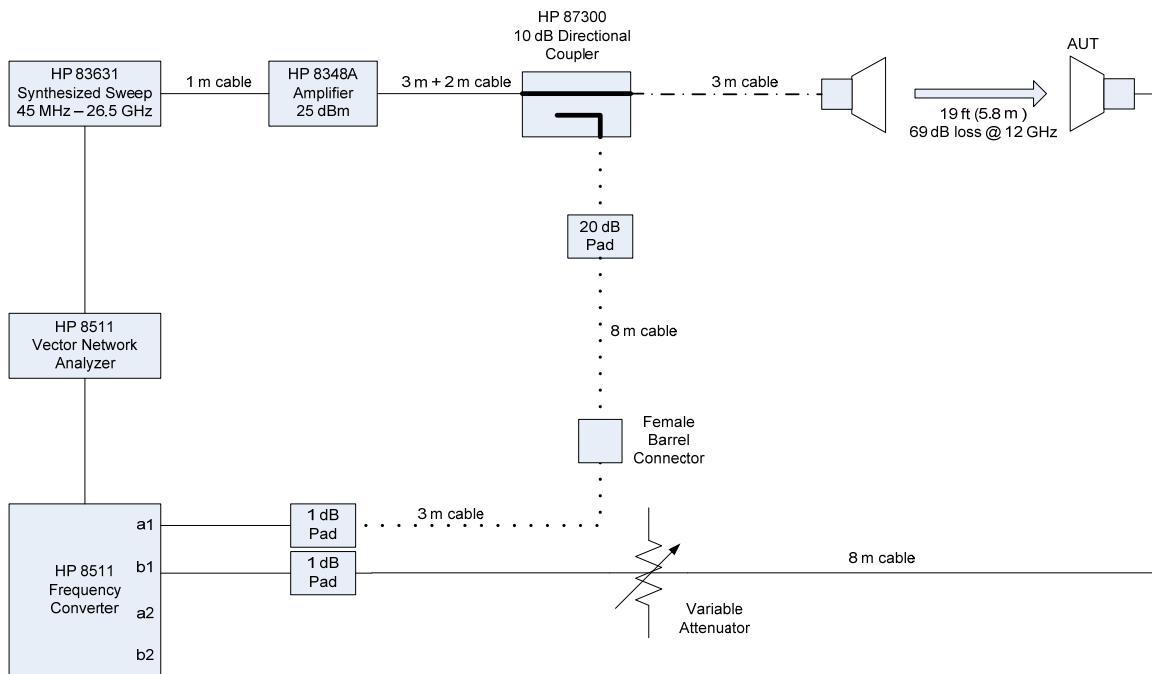 HP 87300
10 dB Directional
Coupler
AUT
HP 83631
Synthesized Sweep
45 MHz – 26.5 GHz
1 m cable
HP 8348A
Amplifier
25 dBm
3 m + 2 m cable
3 m cable
19 ft (5.8 m )
69 dB loss @ 12 GHz
20 dB
Pad
8 m cable
HP 8511
Vector Network
Analyzer
Female
Barrel
Connector
a1
1 dB
Pad
3 m cable
b1
1 dB
Pad
8 m cable
HP 8511
Frequency
Converter
a2
b2
Variable
Attenuator